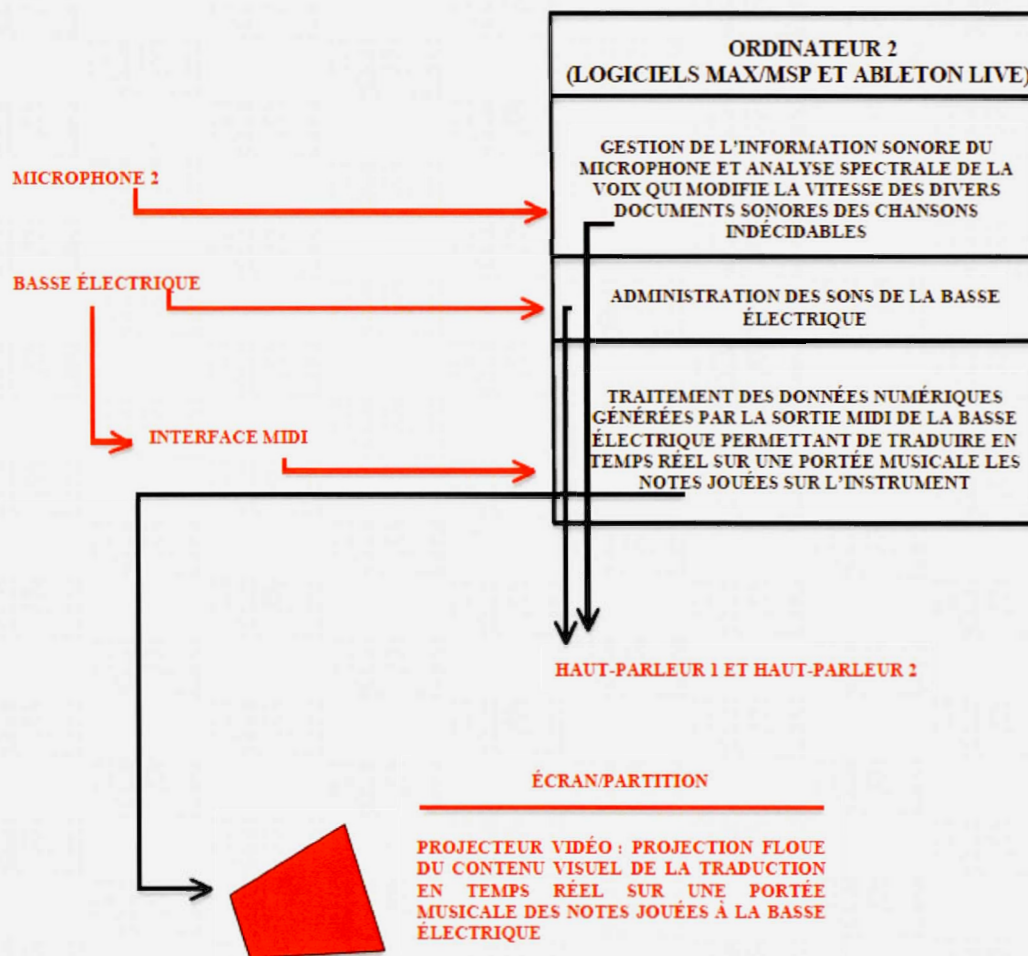 ORDINATEUR 2
(LOGICIELS MAX/MSP ET ABLETON LIVE)
GESTION DE L'INFORMATION SONORE DU
MICROPHONE ET ANALYSE SPECTRALE DE LA
VOIX QUI MODIFIE LA VITESSE DES DIVERS
DOCUMENTS SONORES DES CHANSONS
INDÉCIDABLES
MICROPHONE 2
BASSE ÉLECTRIQUE
ADMINISTRATION DES SONS DE LA BASSE
ÉLECTRIQUE
TRAITEMENT DES DONNÉES NUMÉRIQUES
GÉNÉRÉES PAR LA SORTIE MIDI DE LA BASSE
ÉLECTRIQUE PERMETTANT DE TRADUIRE EN
TEMPS RÉEL SUR UNE PORTÉE MUSICALE LES
NOTES JOUÉES SUR L'INSTRUMENT
INTERFACE MIDI
HAUT-PARLEUR 1 ET HAUT-PARLEUR 2
ÉCRAN/PARTITION
PROJECTEUR VIDÉO : PROJECTION FLOUE
DU CONTENU VISUEL DE LA TRADUCTION
EN TEMPS RÉEL SUR UNE PORTÉE
MUSICALE DES NOTES JOUÉES À LA BASSE
ÉLECTRIQUE